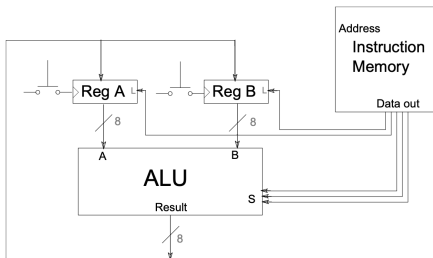 Address
Instruction
Memory
Data out
Reg A L
Reg B L
8
8
A
B
ALU
S
Result
8